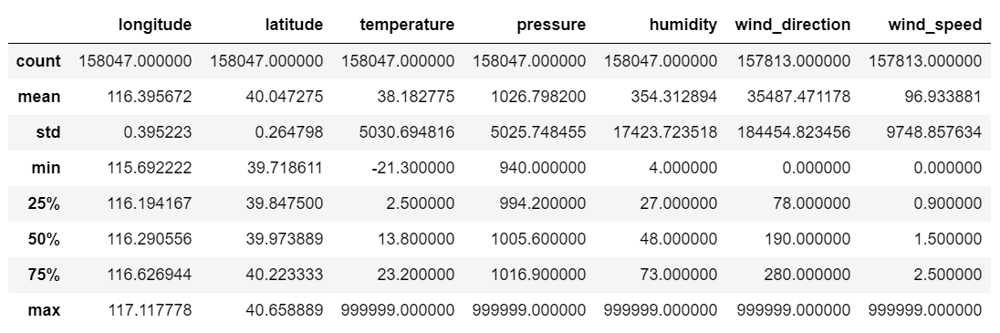 longitude latitude temperature pressure humidity wind_direction wind_speed
count 158047.000000 158047.000000 158047.000000 158047.000000 158047.000000 157813.000000 157813.000000
mean 116.395672 40.047275 38.182775 1026.798200 354.312894 35487.471178 96.933881
std 0.395223 0.264798 5030.694816 5025.748455 17423.723518 184454.823456 9748.857634
min 115.692222 39.718611 -21.300000 940.000000 4.000000 0.000000 0.000000
25% 116.194167 39.847500 2.500000 994.200000 27.000000 78.000000 0.900000
50% 116.290556 39.973889 13.800000 1005.600000 48.000000 190.000000 1.500000
75% 116.626944 40.223333 23.200000 1016.900000 73.000000 280.000000 2.500000
max 117.117778 40.658889 999999.000000 999999.000000 999999.000000 999999.000000 999999.000000